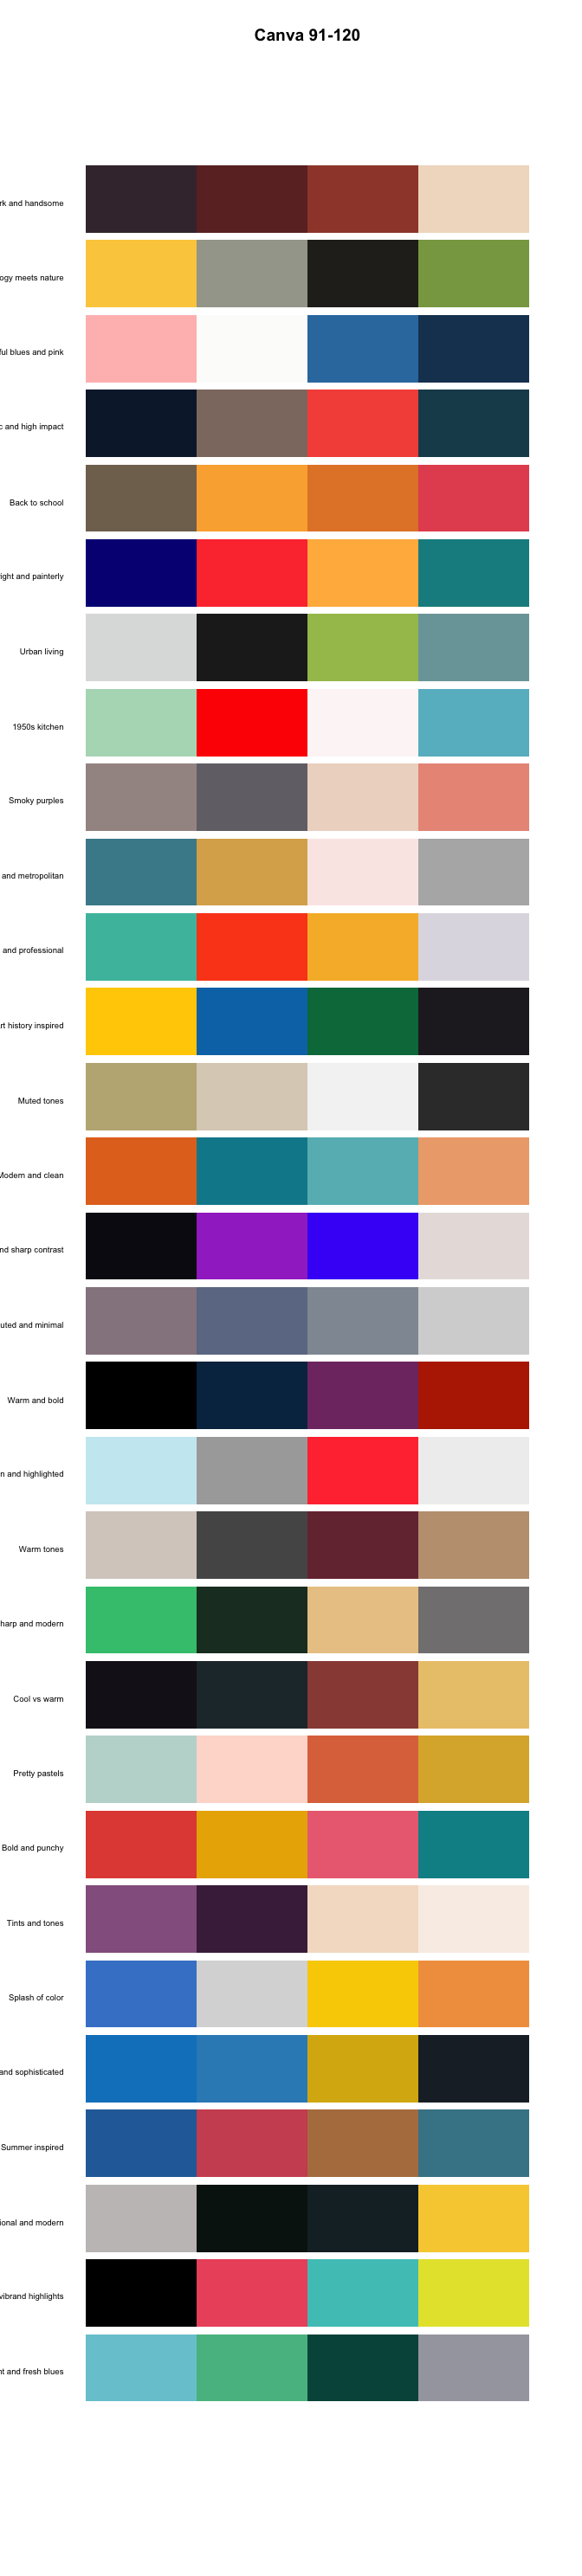 Canva 91-120
rk and handsome
ogy meets nature
ful blues and pink
c and high impact
Back to school
ight and painterly
Urban living
1950s kitchen
Smoky purples
and metropolitan
and professional
rt history inspired
Muted tones
Modern and clean
nd sharp contrast
uted and minimal
Warm and bold
n and highlighted
Warm tones
harp and modern
Cool vs warm
Pretty pastels
Bold and punchy
Tints and tones
Splash of color
and sophisticated
Summer inspired
ional and modern
vibrand highlights
nt and fresh blues